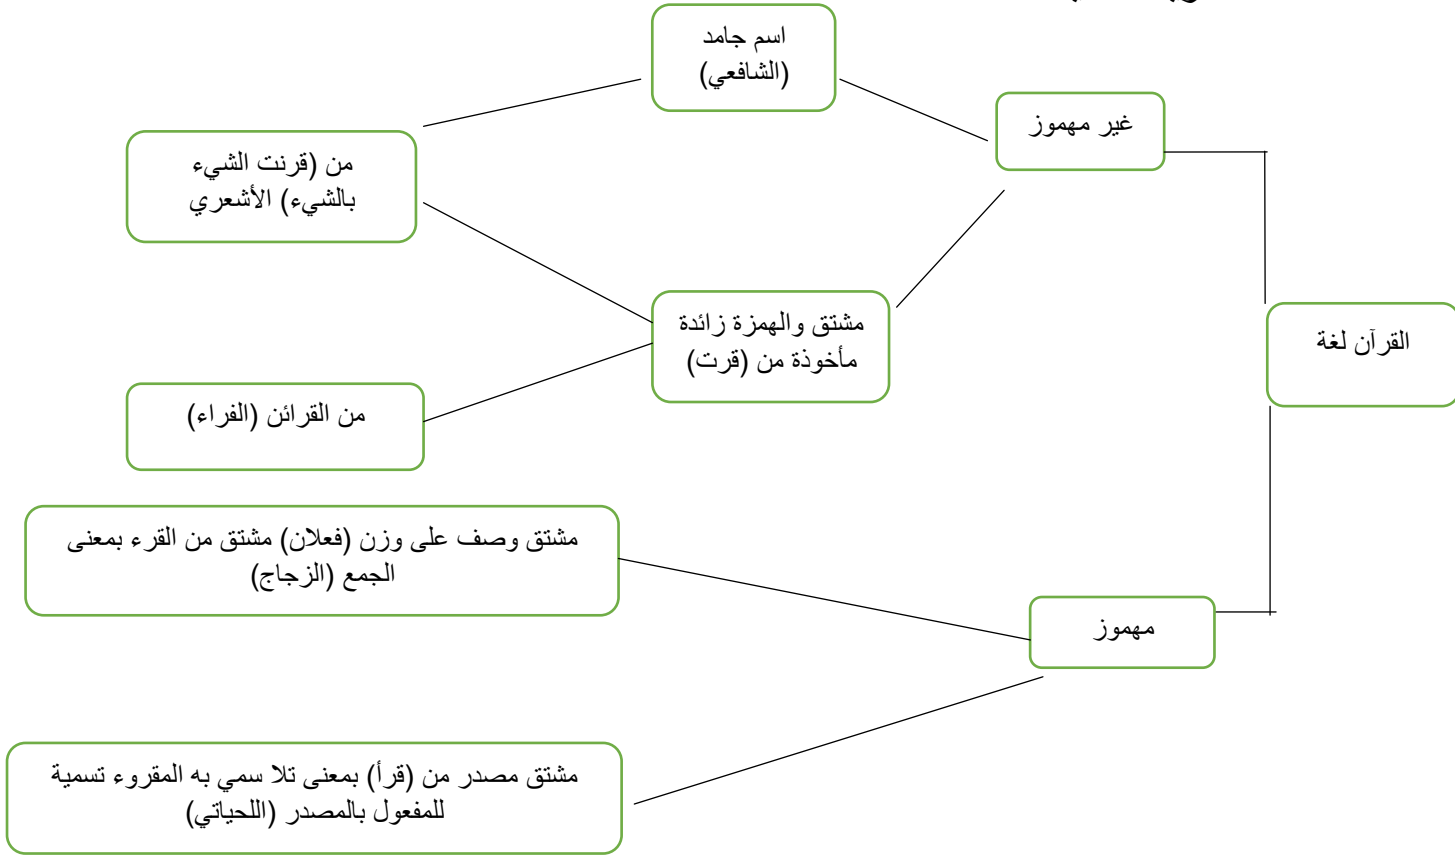 اسم جامد
(الشافعي)
غير مهموز
من (قرنت الشيء
بالشيء) الأشعري
مشتق والهمزة زائدة
مأخوذة من (قرت)
القرآن لغة
من القرائن (الفراء)
مشتق وصف على وزن (فعلان) مشتق من القرء بمعنى
الجمع (الزجاج)
مهموز
مشتق مصدر من (قرأ) بمعنى تلا سمي به المقروء تسمية
للمفعول بالمصدر (اللحياتي)